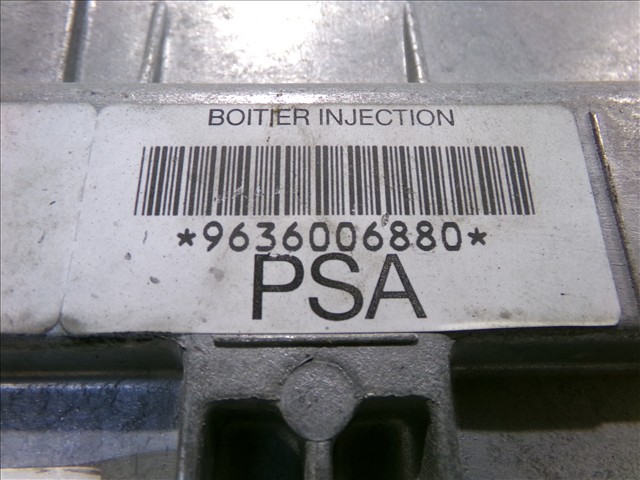 BOITIER INJECTION
*9636006880*
PSA